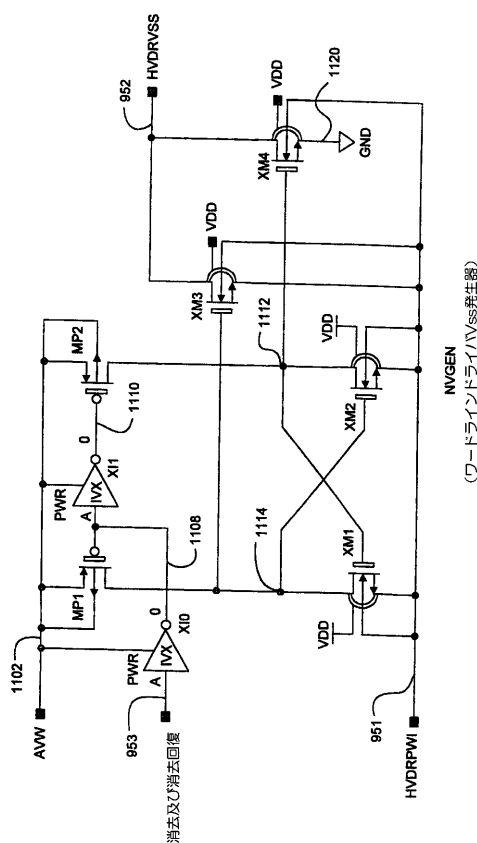 AVW
1102
953
消去及び消去回復
PWR
A
IVX
0
XI0
MP1
1108
PWR
A
IVX
0
XI1
1110
MP2
1114
1112
XM3
VDD
952
HVDRVSS
XM4
VDD
1120
GND
VDD
XM1
XM2
VDD
951
HVDRPWI
NVGEN
(ワードラインドライバVss発生器)